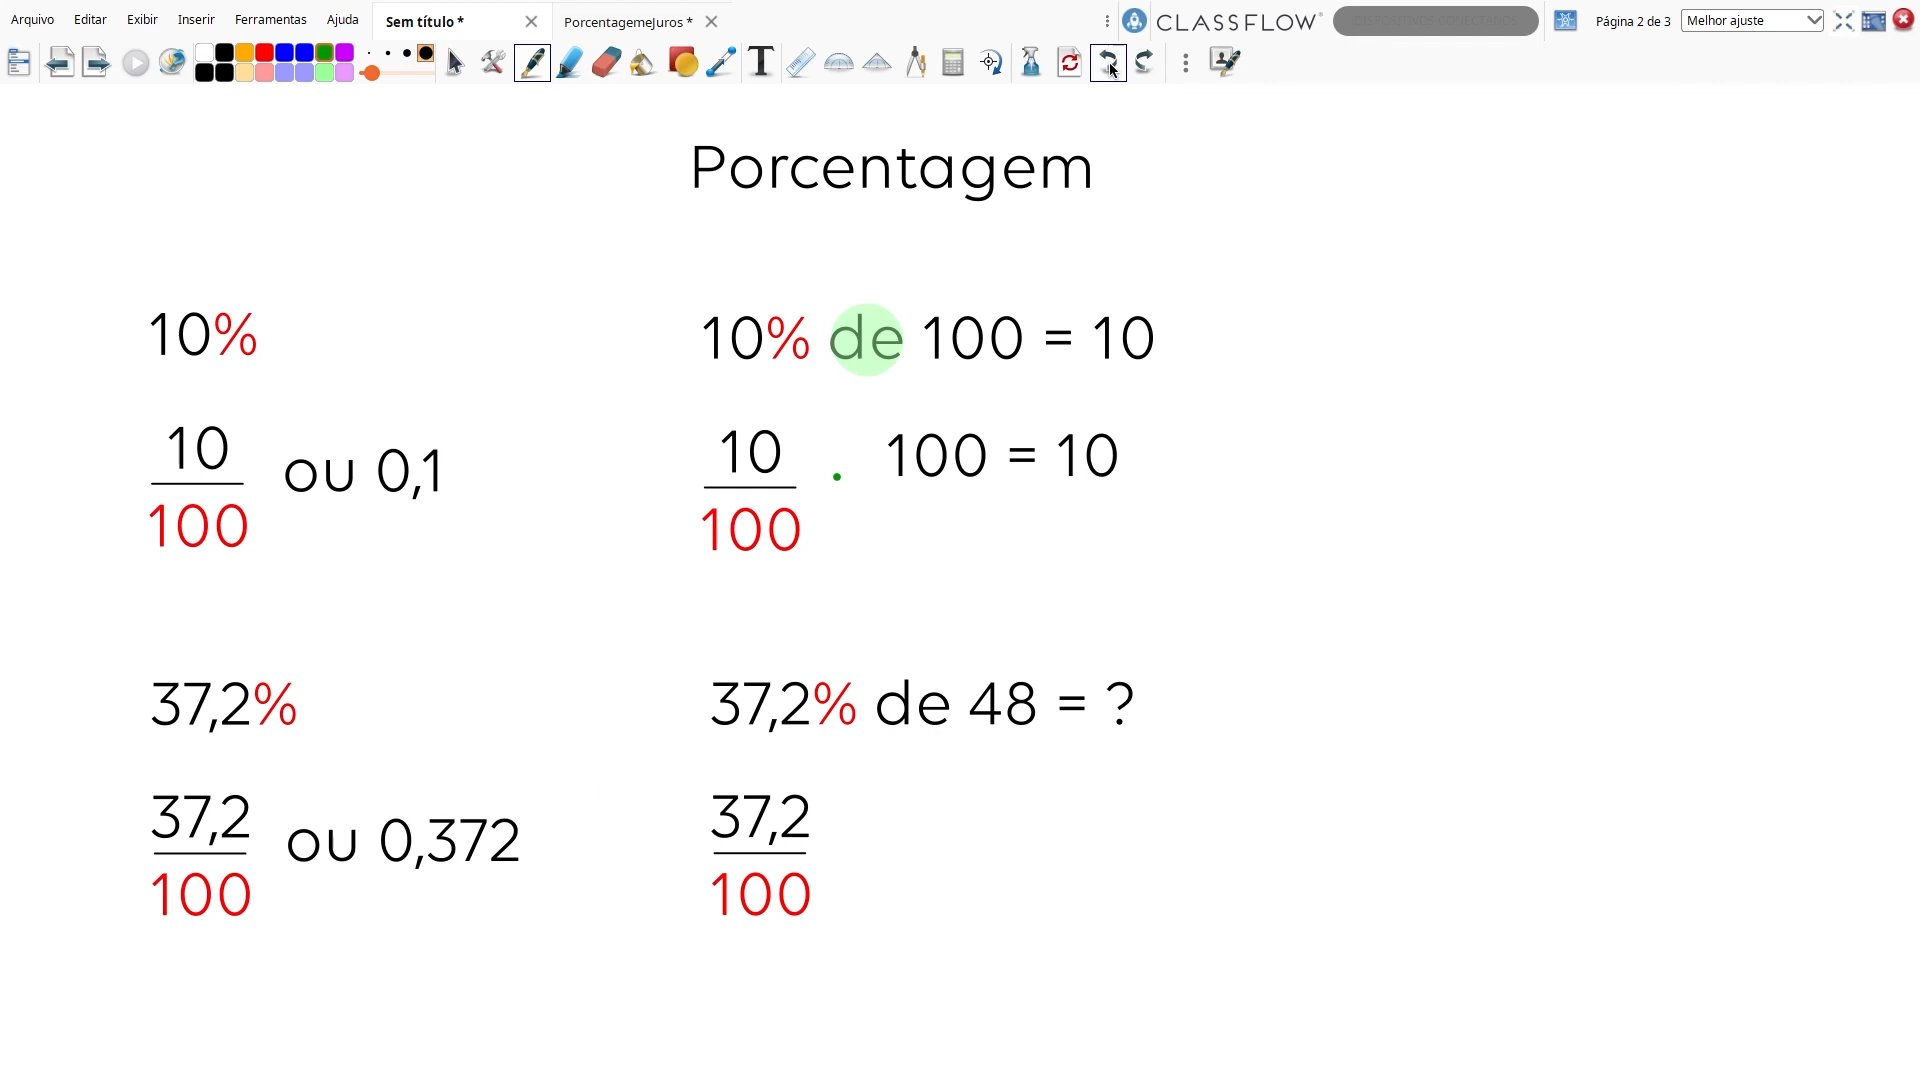 Arquivo Editar Exibir Inserir Ferramentas Ajuda Sem título * PorcentagemeJuros * CLASSFLOW Página 2 de 3 Melhor ajuste
Porcentagem
10% 10% de 100 = 10
10 ou 0,1 10 . 100 = 10
100 100
37,2% 37,2% de 48 = ?
37,2 ou 0,372 37,2
100 100